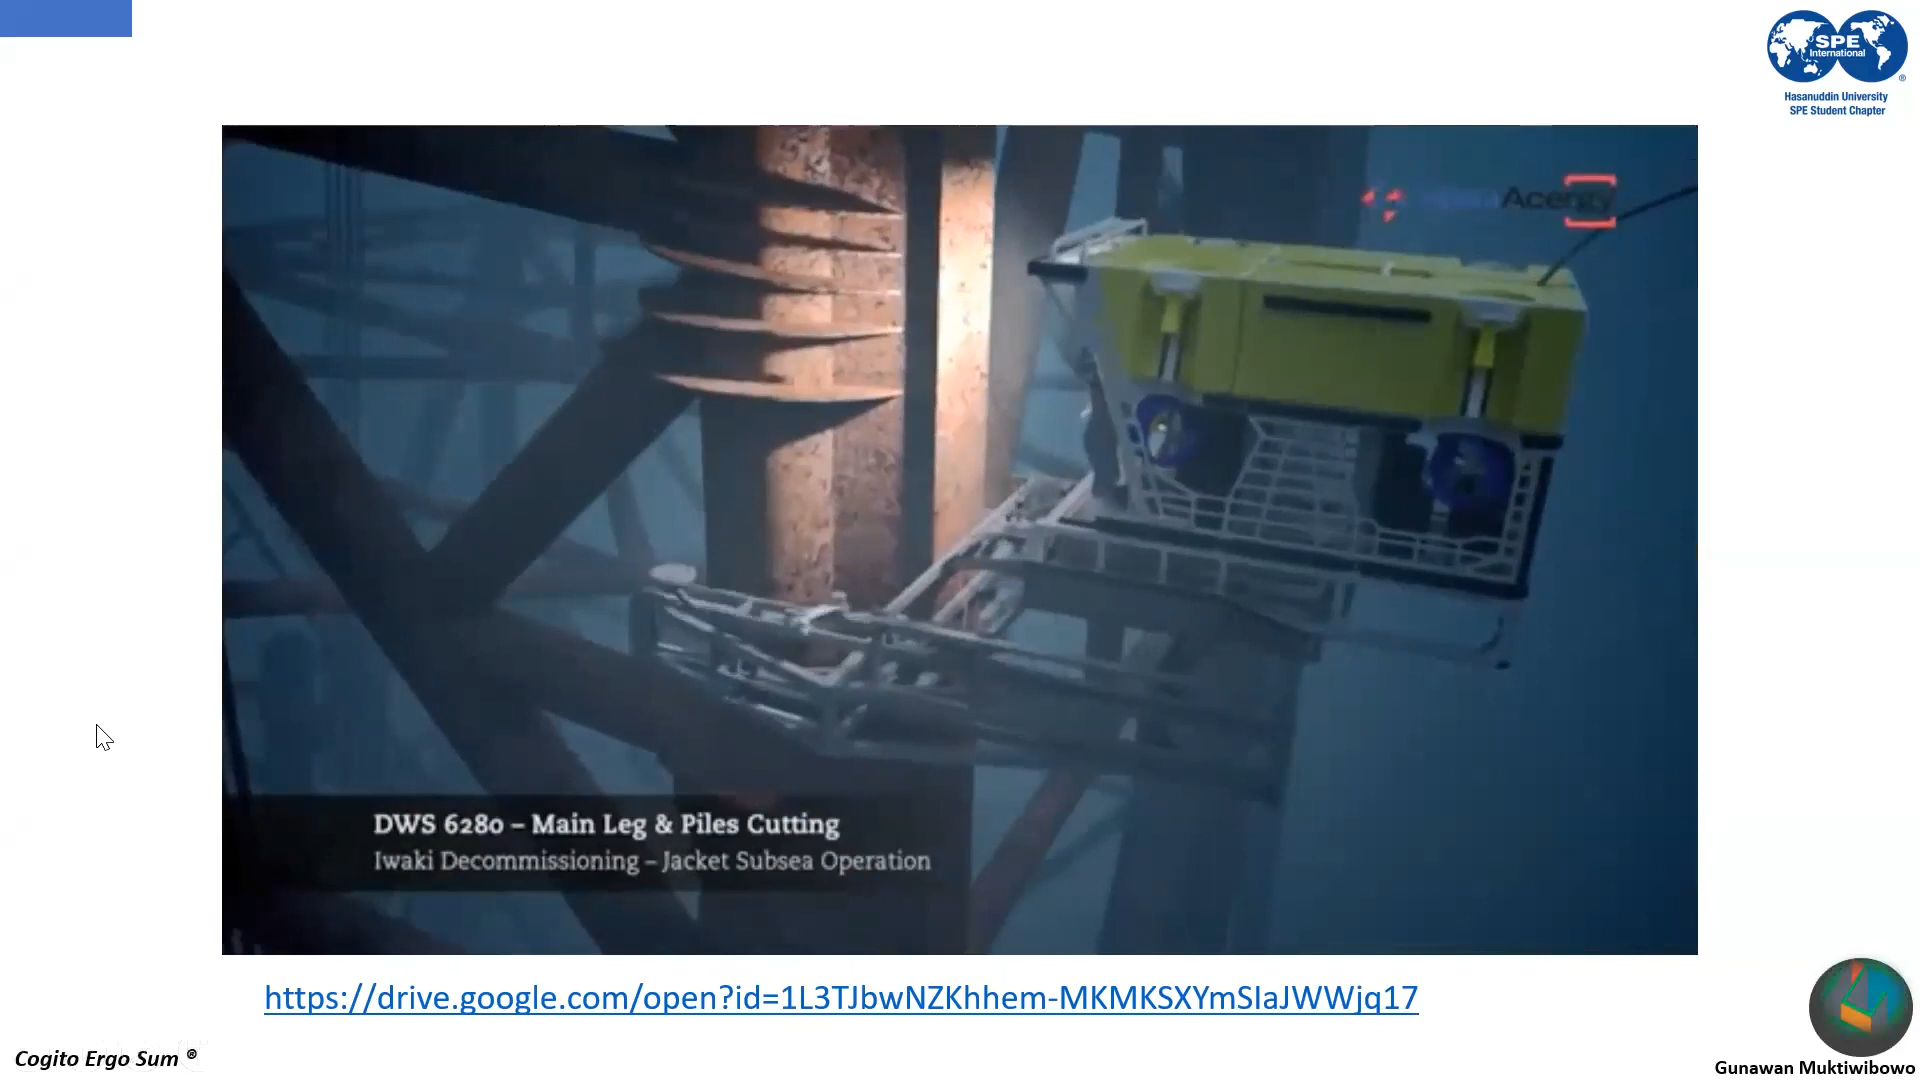 SPE
International
®
Hasanuddin University
SPE Student Chapter
Acergy
DWS 6280 – Main Leg & Piles Cutting
Iwaki Decommissioning – Jacket Subsea Operation
https://drive.google.com/open?id=1L3TJbwNZKhhem-MKMKSXYmSIaJWWjq17
Cogito Ergo Sum ®
Gunawan Muktiwibowo